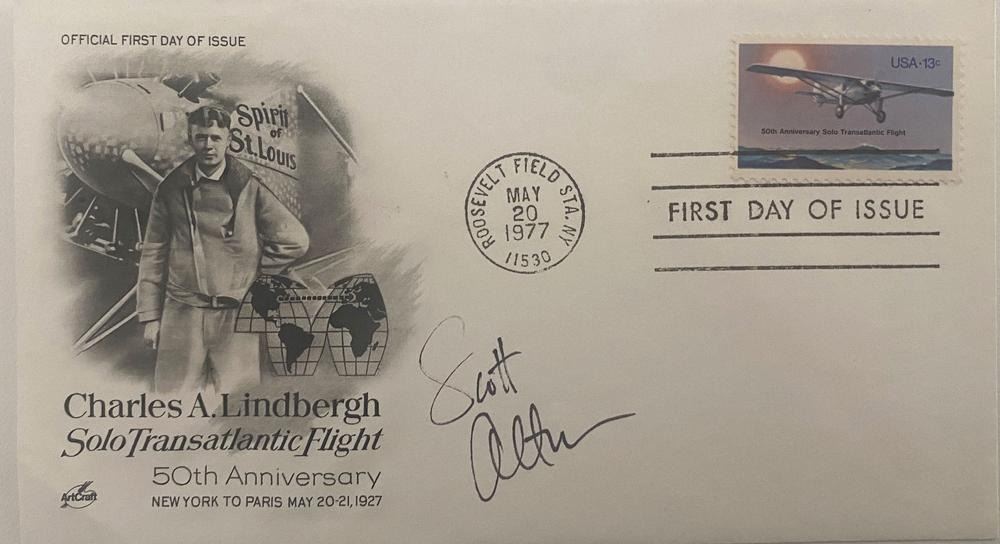 OFFICIAL FIRST DAY OF ISSUE
Spirit
of
St. Louis
USA·13c
50th Anniversary Solo Transatlantic Flight
ROOSEVELT FIELD STA. NY
MAY
20
1977
11530
FIRST DAY OF ISSUE
Scott
Charles A. Lindbergh
Solo Transatlantic Flight
50th Anniversary
NEW YORK TO PARIS MAY 20-21, 1927
ArtCraft